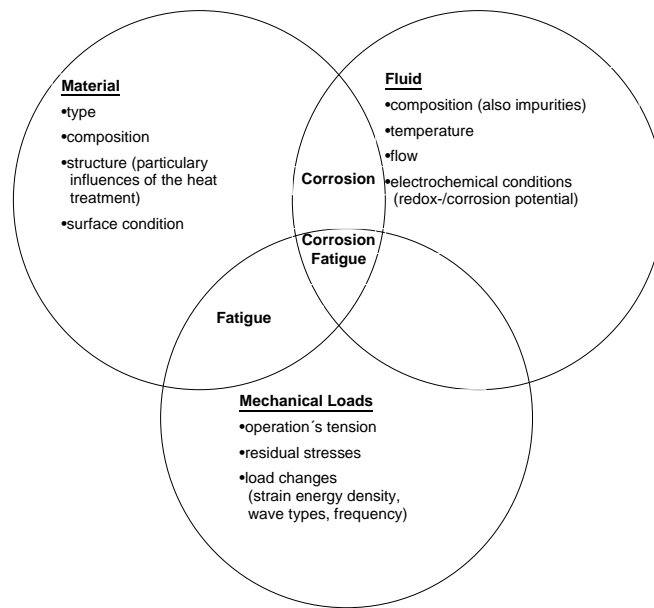 Material
•type
•composition
•structure (particulary
influences of the heat
treatment)
•surface condition
Fluid
•composition (also impurities)
•temperature
•flow
•electrochemical conditions
(redox-/corrosion potential)
Corrosion
Corrosion
Fatigue
Fatigue
Mechanical Loads
•operation´s tension
•residual stresses
•load changes
(strain energy density,
wave types, frequency)